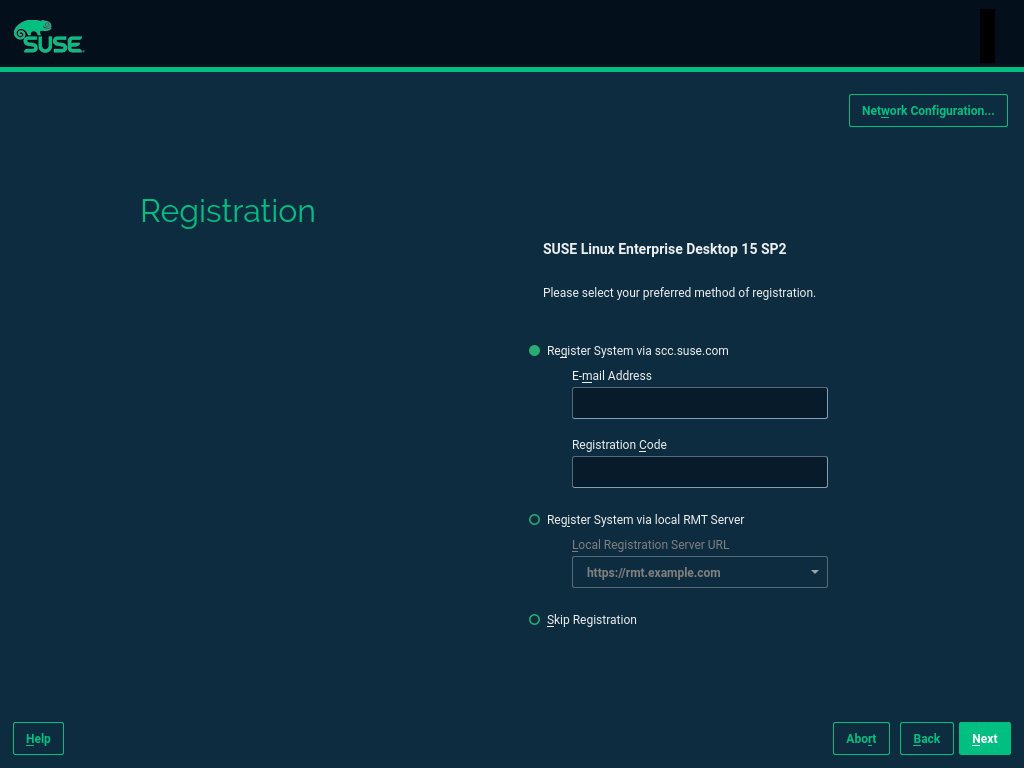 SUSE
Network Configuration...
Registration
SUSE Linux Enterprise Desktop 15 SP2
Please select your preferred method of registration.
Register System via scc.suse.com
E-mail Address
Registration Code
Register System via local RMT Server
Local Registration Server URL
https://rmt.example.com
Skip Registration
Help
Abort
Back
Next